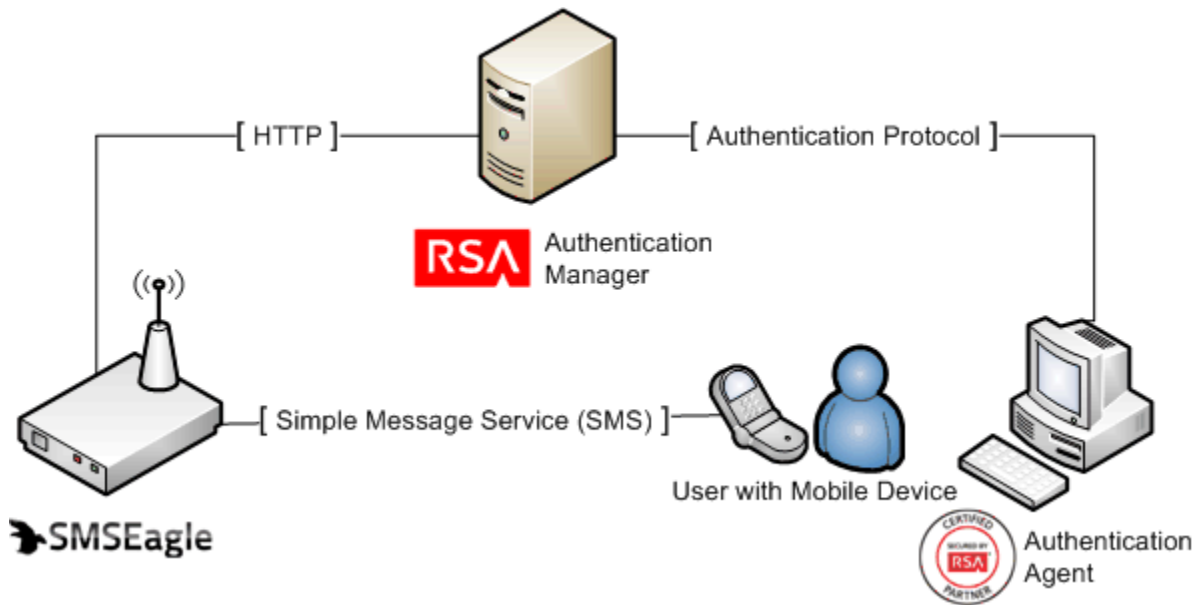 [ HTTP ]
[ Authentication Protocol ]
RSA
Authentication
Manager
[ Simple Message Service (SMS) ]
User with Mobile Device
SMSEagle
CERTIFIED
SECURED BY
RSA
PARTNER
Authentication
Agent